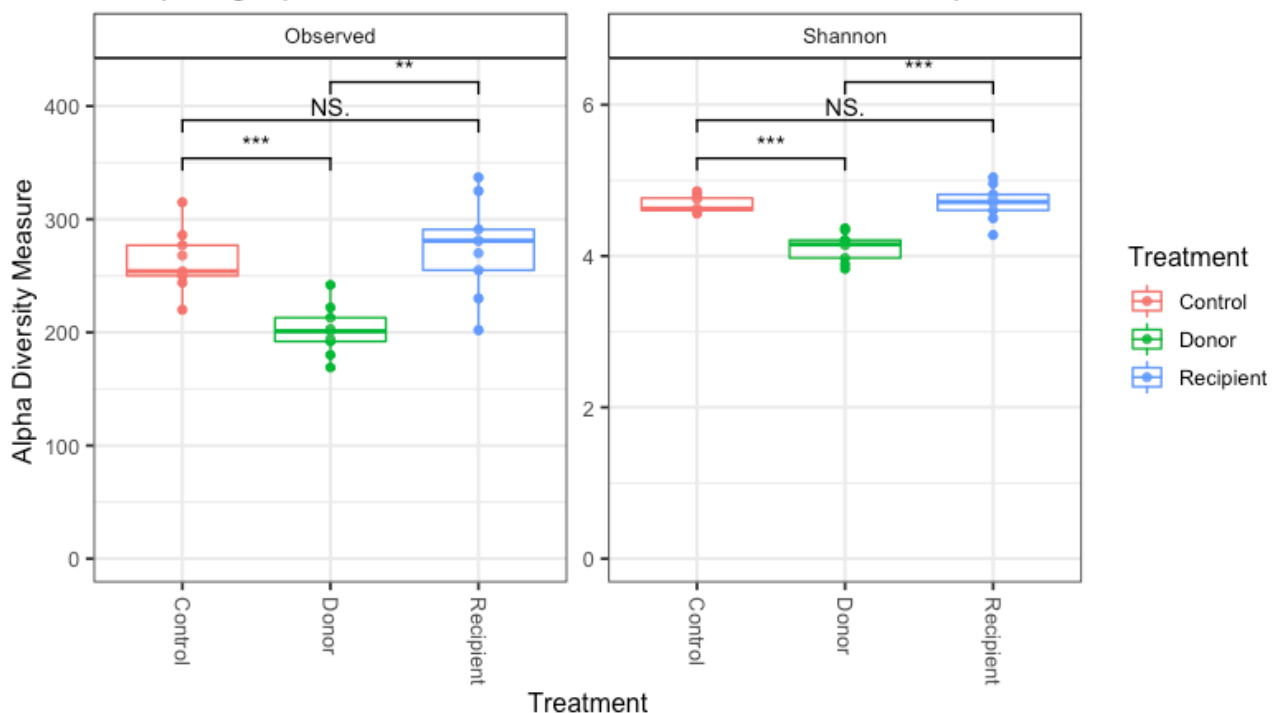 Observed
Shannon
**
NS.
***
***
NS.
***
400
300
200
100
0
6
4
2
0
Alpha Diversity Measure
Control
Donor
Recipient
Control
Donor
Recipient
Treatment
Treatment
Control
Donor
Recipient